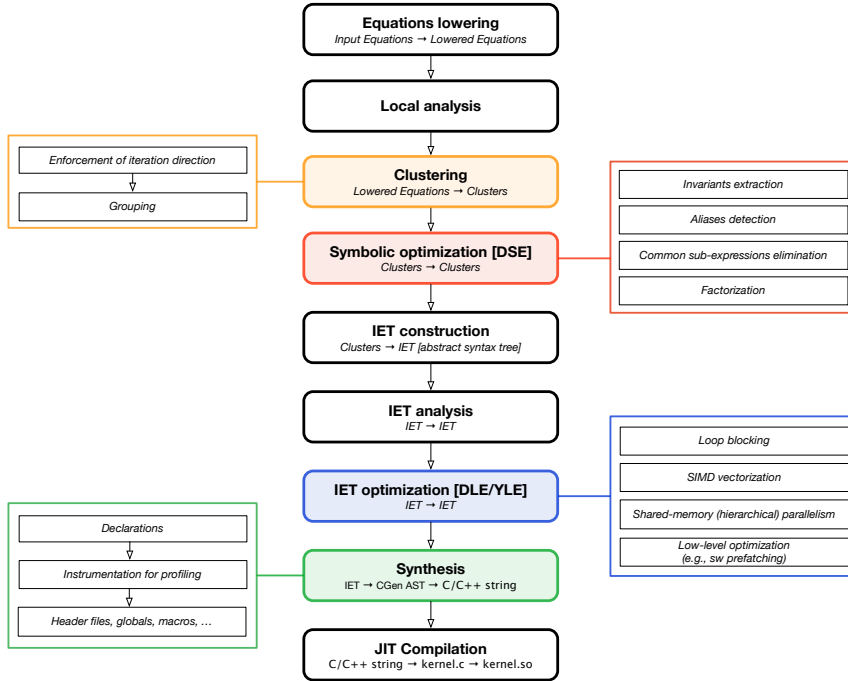 Equations lowering
Input Equations → Lowered Equations
Local analysis
Enforcement of iteration direction
Grouping
Clustering
Lowered Equations → Clusters
Invariants extraction
Aliases detection
Common sub-expressions elimination
Factorization
Symbolic optimization [DSE]
Clusters → Clusters
IET construction
Clusters → IET [abstract syntax tree]
IET analysis
IET → IET
Loop blocking
SIMD vectorization
Shared-memory (hierarchical) parallelism
Low-level optimization
(e.g., sw prefatching)
IET optimization [DLE/YLE]
IET → IET
Declarations
Instrumentation for profiling
Header files, globals, macros, ...
Synthesis
IET → CGen AST → C/C++ string
JIT Compilation
C/C++ string → kernel.c → kernel.so